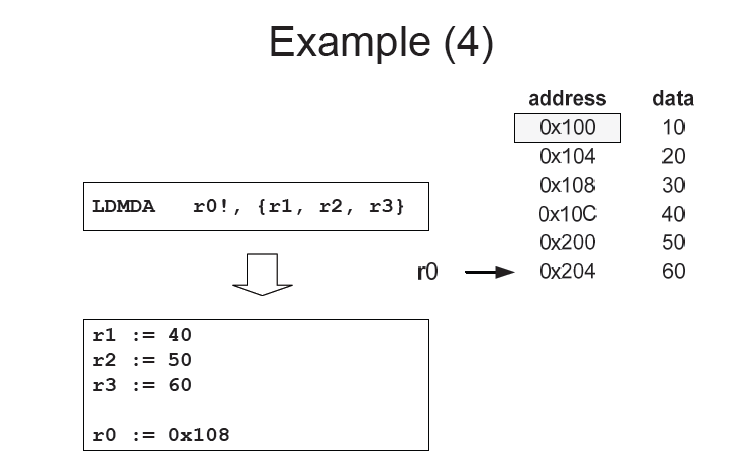 Example (4)
address data
0x100 10
0x104 20
0x108 30
0x10C 40
0x200 50
0x204 60
r0
LDMDA r0!, {r1, r2, r3}
r1 := 40
r2 := 50
r3 := 60
r0 := 0x108